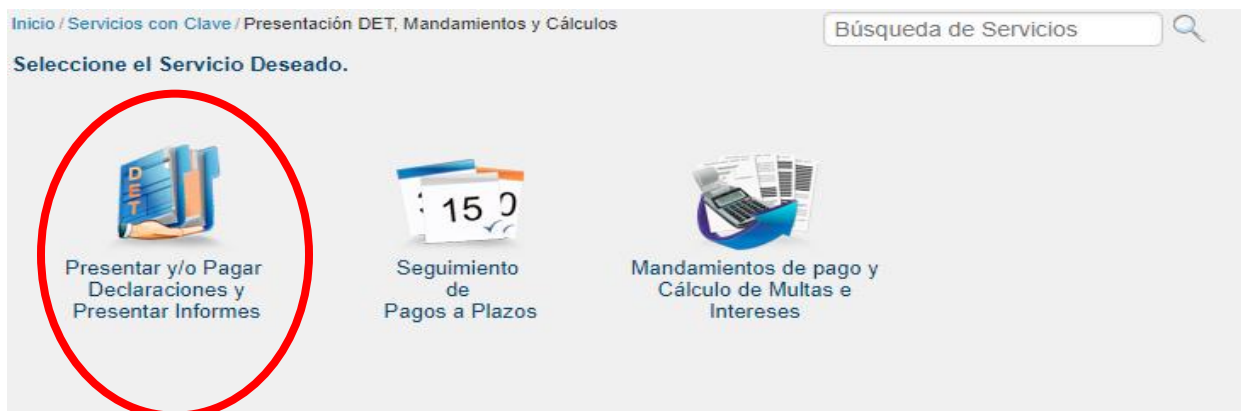 Inicio / Servicios con Clave / Presentación DET, Mandamientos y Cálculos
Búsqueda de Servicios
Seleccione el Servicio Deseado.
DET
15
Presentar y/o Pagar
Declaraciones y
Presentar Informes
Seguimiento
de
Pagos a Plazos
Mandamientos de pago y
Cálculo de Multas e
Intereses